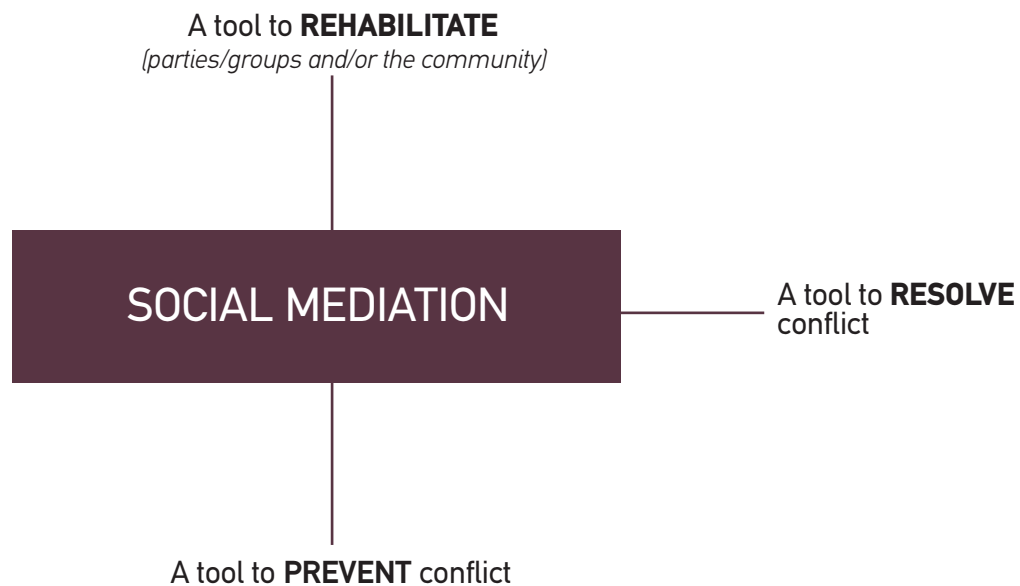 A tool to REHABILITATE
(parties/groups and/or the community)
SOCIAL MEDIATION
A tool to RESOLVE
conflict
A tool to PREVENT conflict